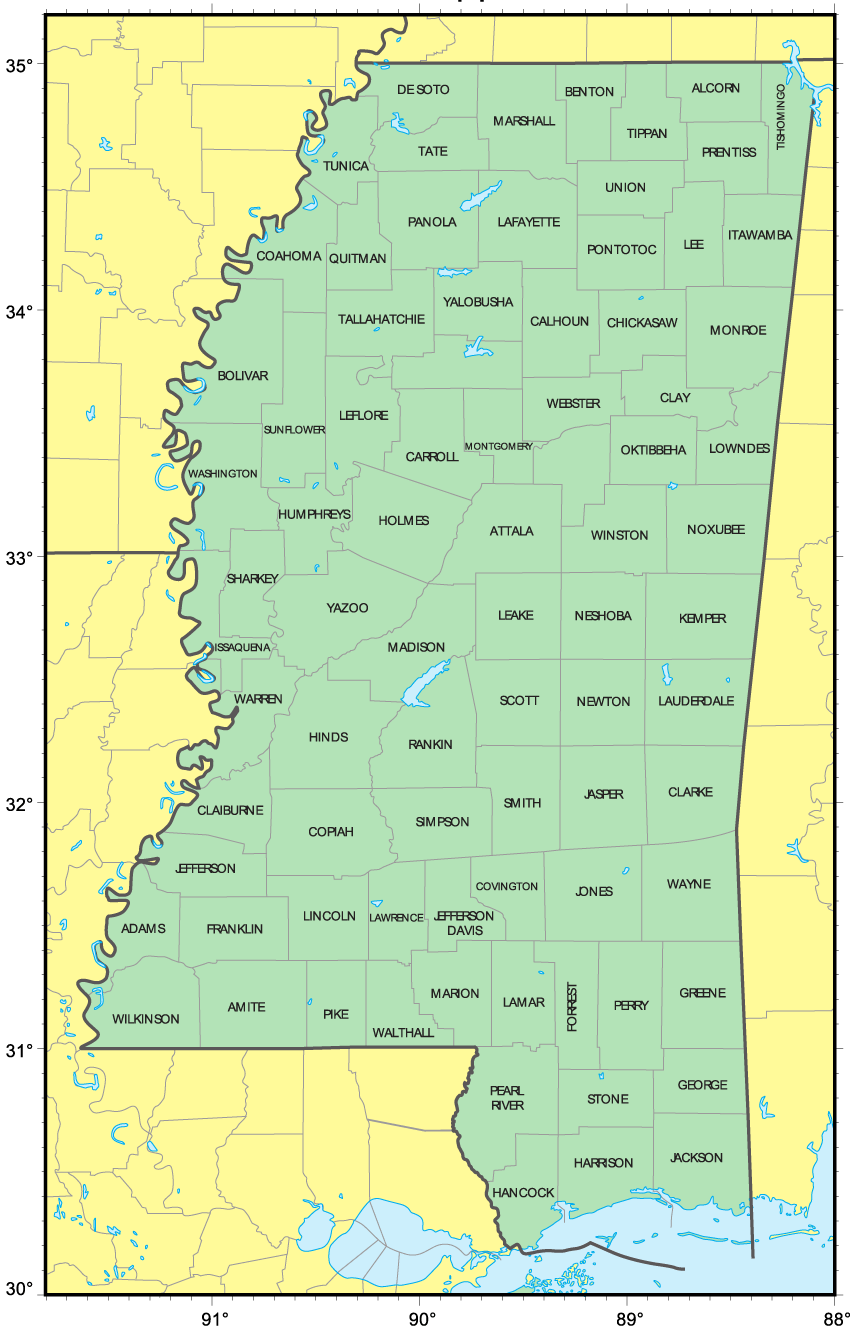 35°
DE SOTO
BENTON
ALCORN
TISHOMINGO
MARSHALL
TIPPAN
TUNICA
TATE
PRENTISS
UNION
PANOLA
LAFAYETTE
COAHOMA
QUITMAN
PONTOTOC
LEE
ITAWAMBA
34°
TALLAHATCHIE
YALOBUSHA
CALHOUN
CHICKASAW
MONROE
BOLIVAR
SUNFLOWER
LEFLORE
WEBSTER
CLAY
WASHINGTON
CARROLL
MONTGOMERY
OKTIBBEHA
LOWNDES
HUMPHREYS
HOLMES
ATTALA
WINSTON
NOXUBEE
33°
SHARKEY
YAZOO
LEAKE
NESHOBA
KEMPER
ISSAQUENA
MADISON
WARREN
SCOTT
NEWTON
LAUDERDALE
HINDS
RANKIN
32°
CLAIBURNE
COPIAH
SIMPSON
SMITH
JASPER
CLARKE
JEFFERSON
COVINGTON
JONES
WAYNE
ADAMS
FRANKLIN
LINCOLN
LAWRENCE
JEFFERSON
DAVIS
WILKINSON
AMITE
PIKE
WALTHALL
MARION
LAMAR
FORREST
PERRY
GREENE
31°
PEARL
RIVER
STONE
GEORGE
HANCOCK
HARRISON
JACKSON
30°
91°
90°
89°
88°